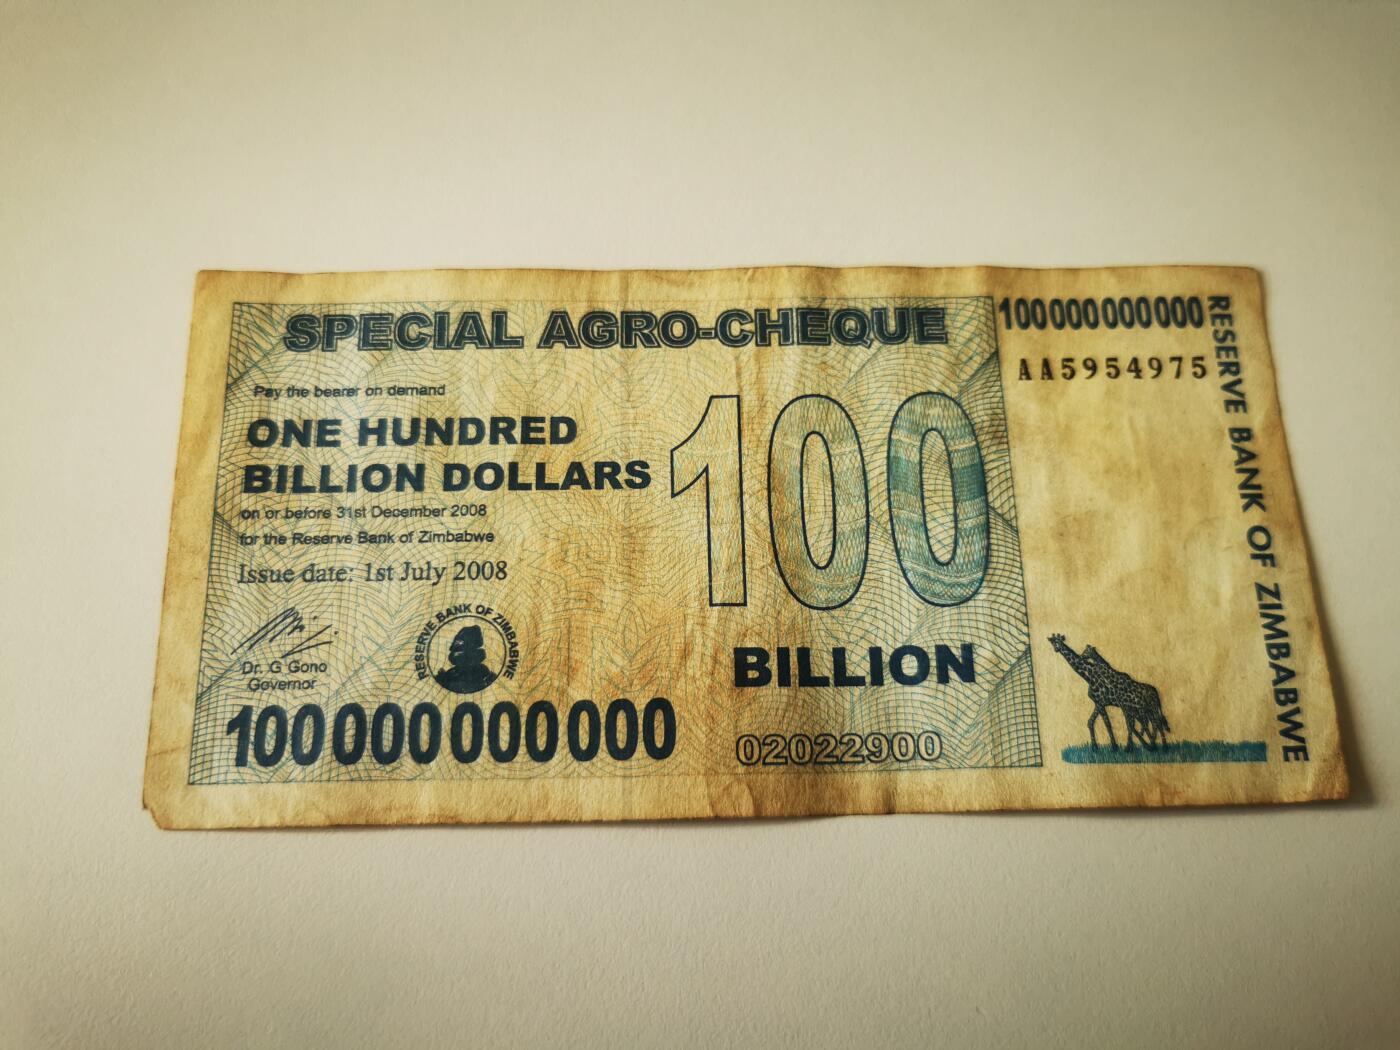 SPECIAL AGRO-CHEQUE
Pay the bearer on demand
ONE HUNDRED
BILLION DOLLARS
on or before 31st December 2008
for the Reserve Bank of Zimbabwe
Issue date: 1st July 2008
Dr. G Gono
Governor
RESERVE BANK OF ZIMBABWE
100000000000
100
BILLION
02022900
100000000000
AA5954975
RESERVE BANK OF ZIMBABWE